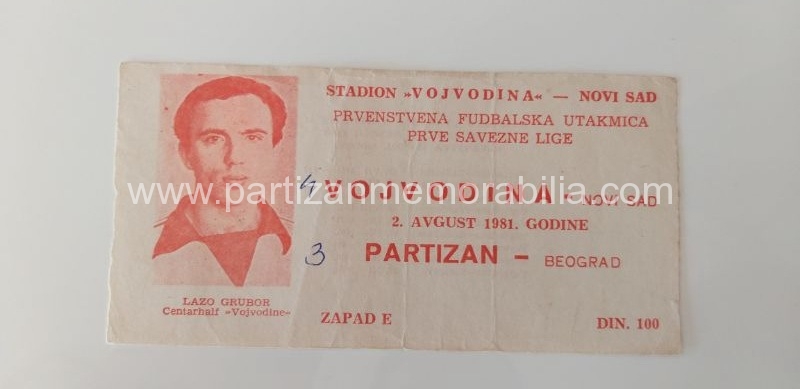 STADION »VOJVODINA« — NOVI SAD
PRVENSTVENA FUDBALSKA UTAKMICA
PRVE SAVEZNE LIGE
4 VOJVODINA - NOVI SAD
www.partizanmemorabilia.com
2. AVGUST 1981. GODINE
3 PARTIZAN — BEOGRAD
LAZO GRUBOR
Centarhalf »Vojvodine«
ZAPAD E
DIN. 100